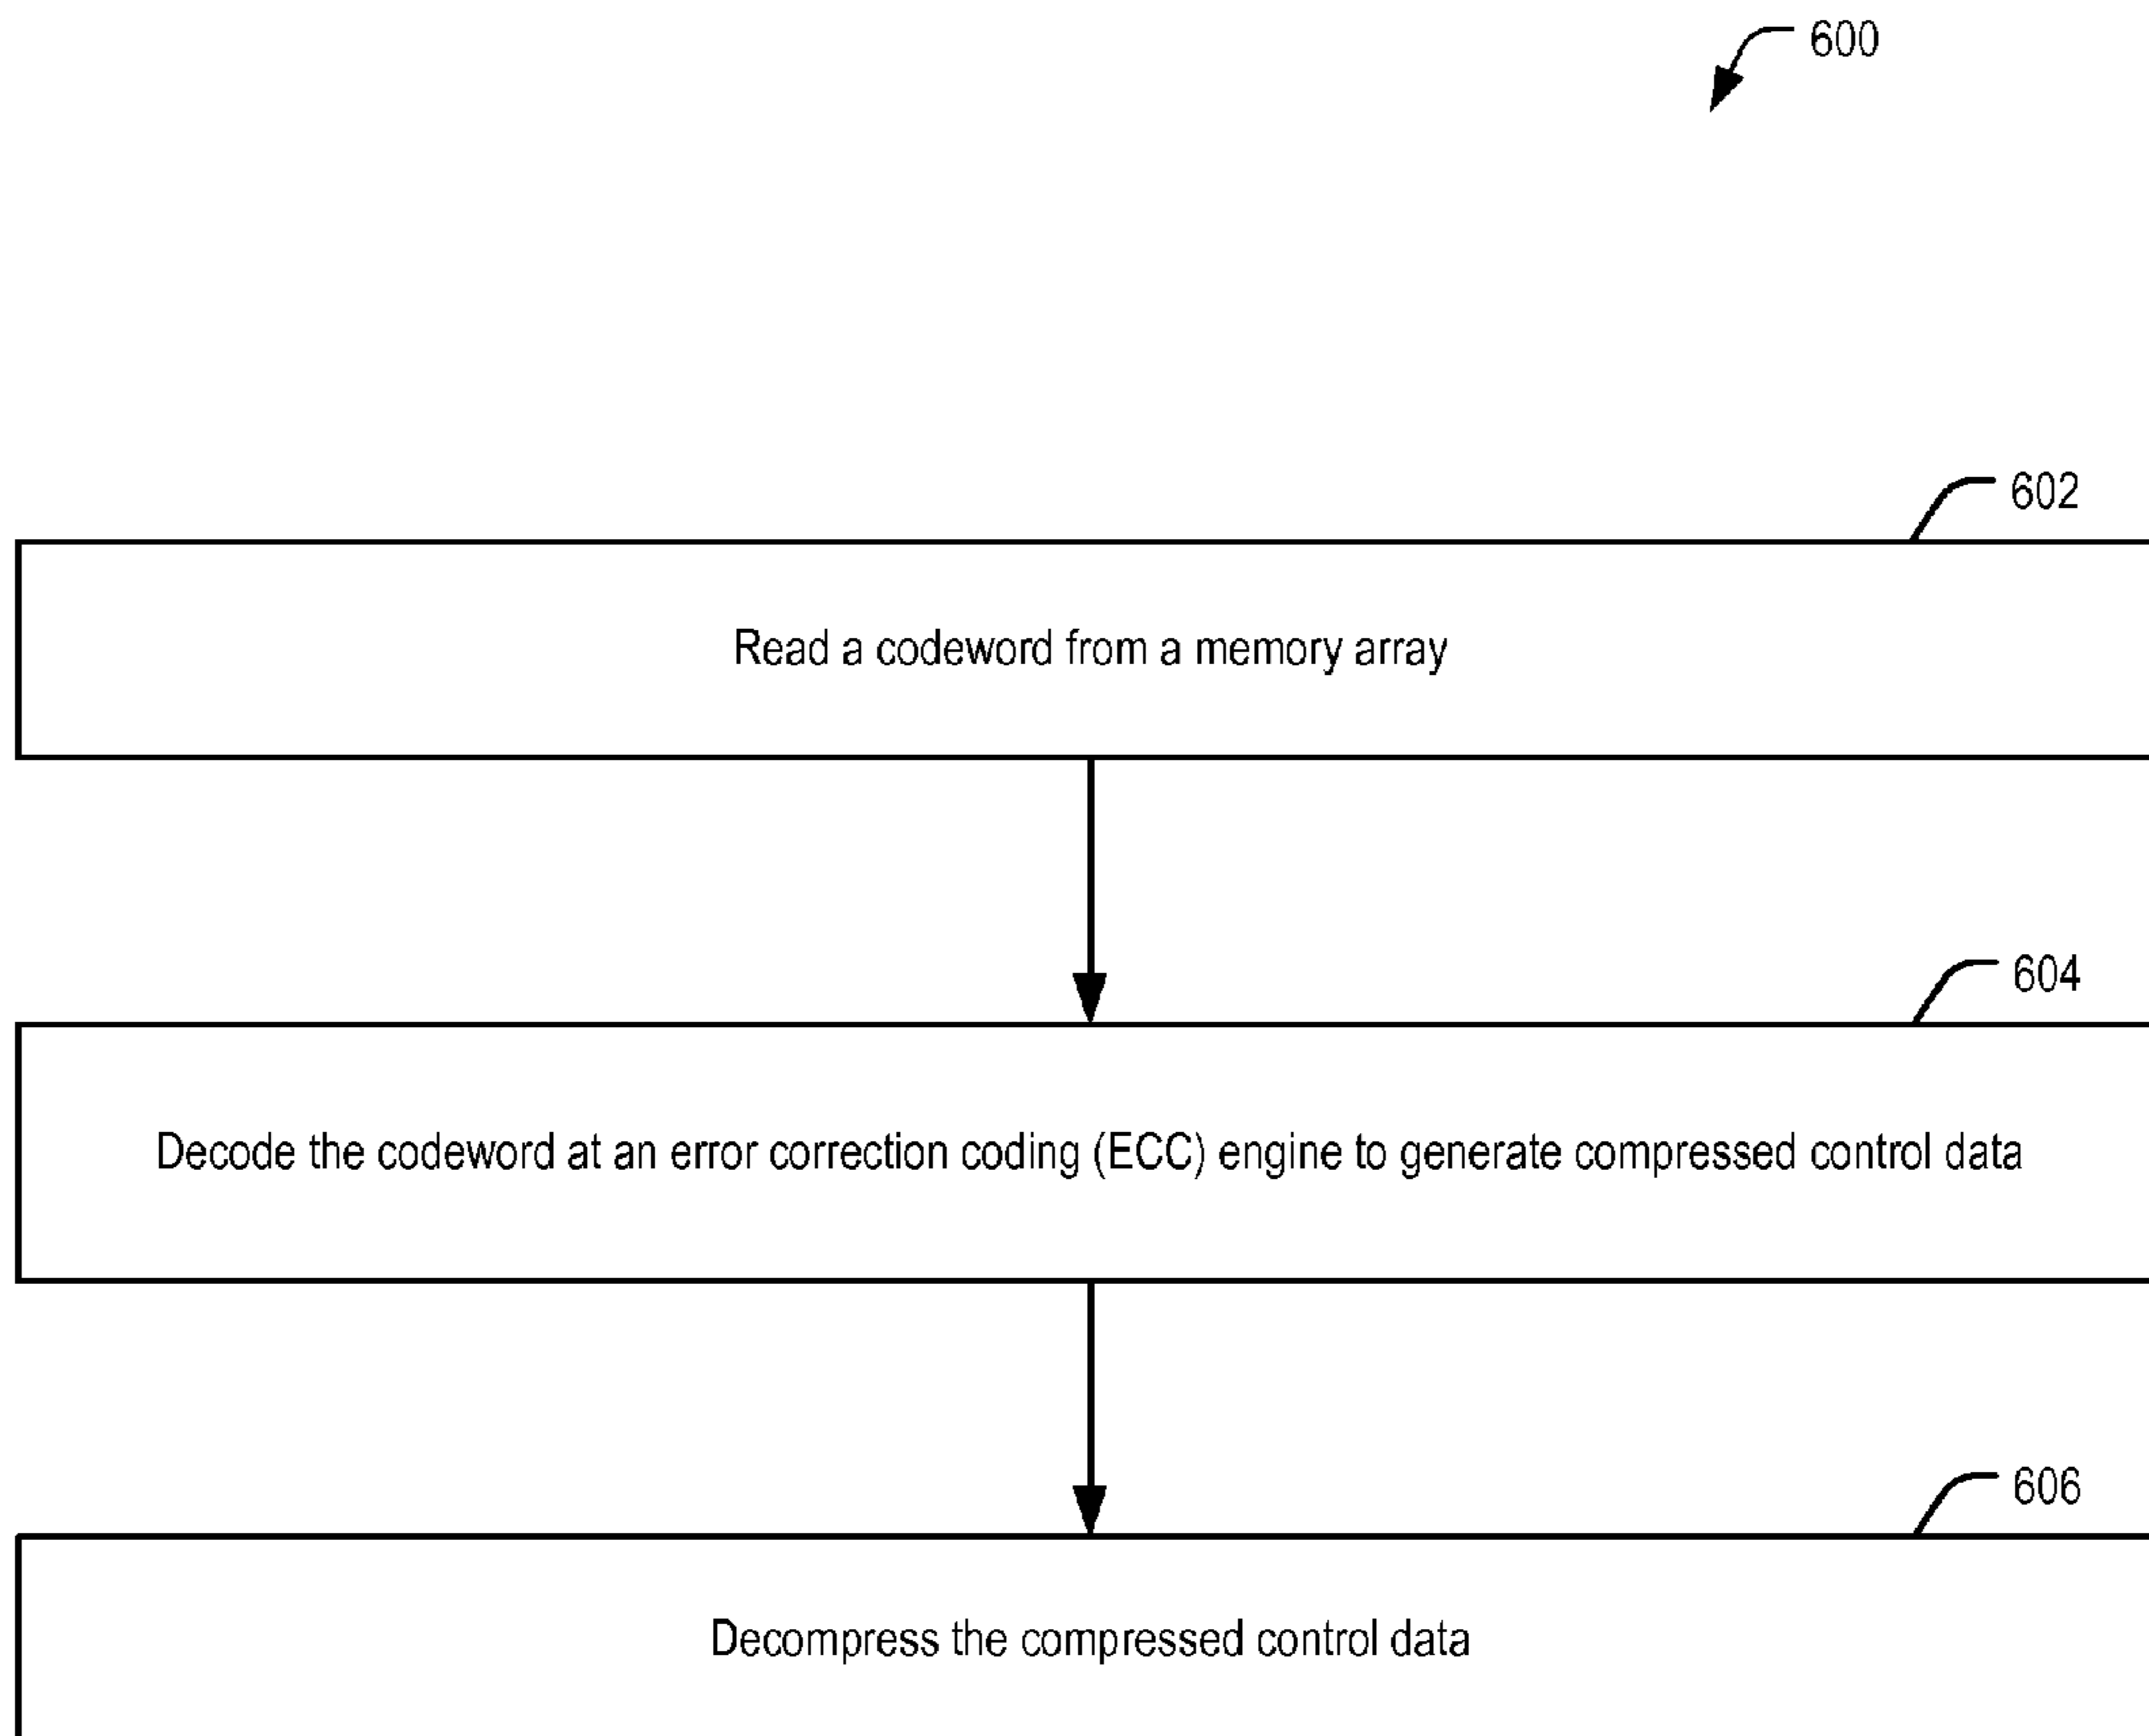 600
602
Read a codeword from a memory array
604
Decode the codeword at an error correction coding (ECC) engine to generate compressed control data
606
Decompress the compressed control data